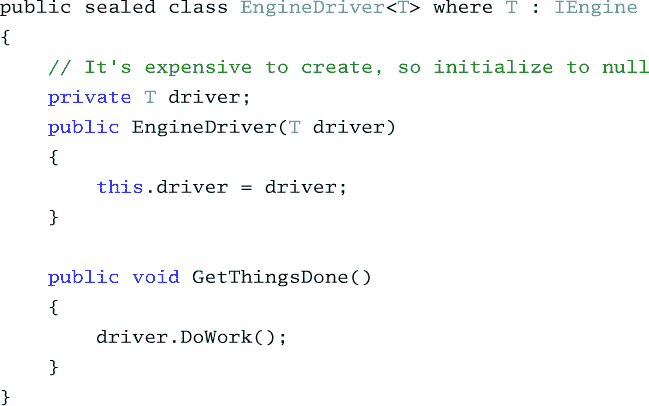 public sealed class EngineDriver<T> where T : IEngine
{
    // It's expensive to create, so initialize to null
    private T driver;
    public EngineDriver(T driver)
    {
        this.driver = driver;
    }

    public void GetThingsDone()
    {
        driver.DoWork();
    }
}